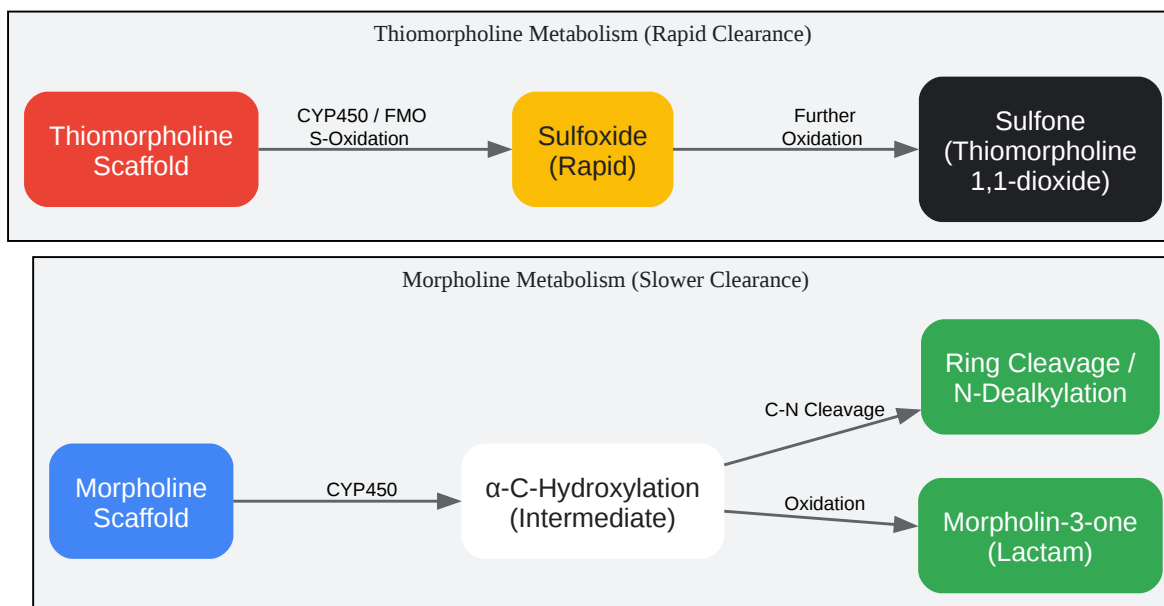 Thiomorpholine Metabolism (Rapid Clearance)
Thiomorpholine
Scaffold
CYP450 / FMO
S-Oxidation
Sulfoxide
(Rapid)
Further
Oxidation
Sulfone
(Thiomorpholine
1,1-dioxide)
Morpholine Metabolism (Slower Clearance)
Morpholine
Scaffold
CYP450
α-C-Hydroxylation
(Intermediate)
C-N Cleavage
Ring Cleavage /
N-Dealkylation
Oxidation
Morpholin-3-one
(Lactam)